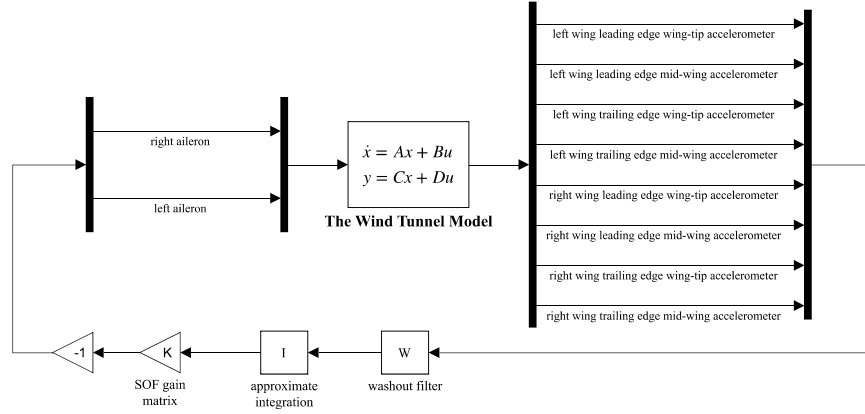 left wing leading edge wing-tip accelerometer
left wing leading edge mid-wing accelerometer
left wing trailing edge wing-tip accelerometer
left wing trailing edge mid-wing accelerometer
right wing leading edge wing-tip accelerometer
right wing leading edge mid-wing accelerometer
right wing trailing edge wing-tip accelerometer
right wing trailing edge mid-wing accelerometer
right aileron
left aileron
ẋ = Ax + Bu
y = Cx + Du
The Wind Tunnel Model
-1
K
I
W
SOF gain
matrix
approximate
integration
washout filter